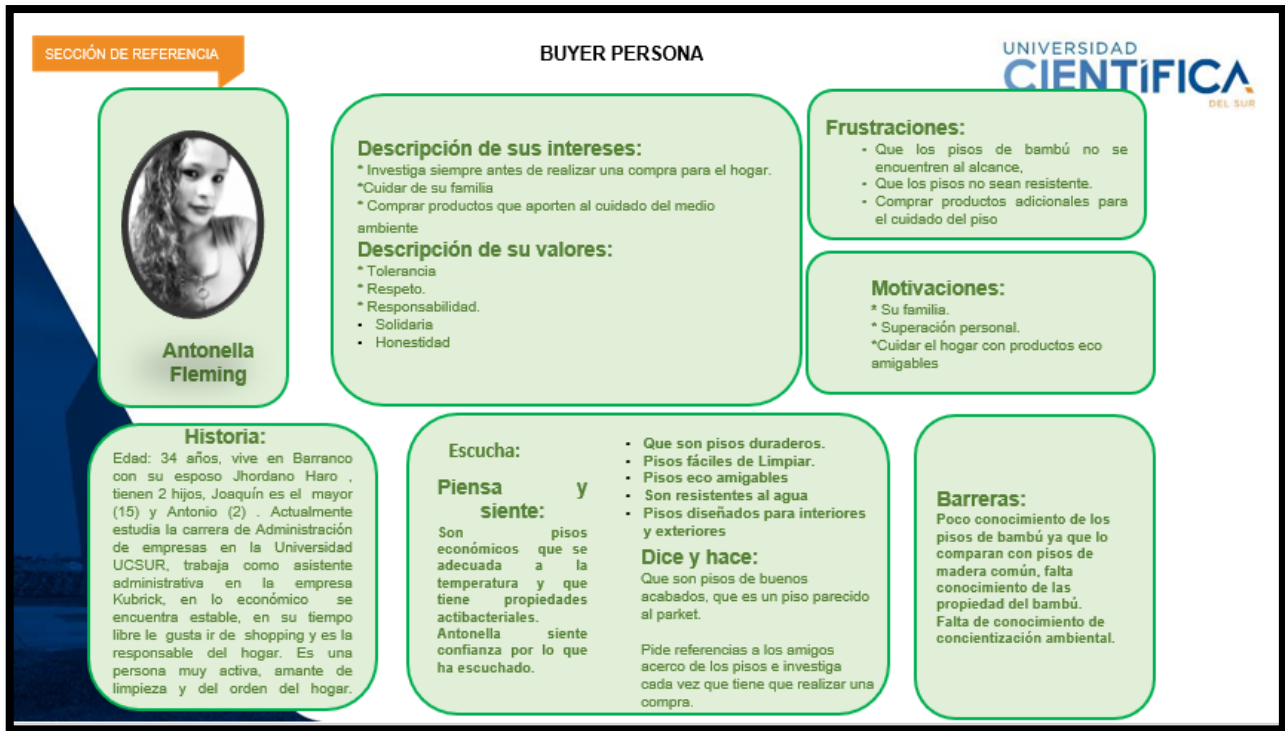 SECCIÓN DE REFERENCIA
BUYER PERSONA
UNIVERSIDAD
CIENTÍFICA
DEL SUR
Antonella
Fleming
Descripción de sus intereses:
* Investiga siempre antes de realizar una compra para el hogar.
*Cuidar de su familia
* Comprar productos que aporten al cuidado del medio
ambiente
Descripción de su valores:
* Tolerancia
* Respeto.
* Responsabilidad.
• Solidaria
• Honestidad
Frustraciones:
- Que los pisos de bambú no se
encuentren al alcance,
- Que los pisos no sean resistente.
- Comprar productos adicionales para
el cuidado del piso
Motivaciones:
* Su familia.
* Superación personal.
*Cuidar el hogar con productos eco
amigables
Historia:
Edad: 34 años, vive en Barranco
con su esposo Jhordano Haro ,
tienen 2 hijos, Joaquín es el mayor
(15) y Antonio (2) . Actualmente
estudia la carrera de Administración
de empresas en la Universidad
UCSUR, trabaja como asistente
administrativa en la empresa
Kubrick, en lo económico se
encuentra estable, en su tiempo
libre le gusta ir de shopping y es la
responsable del hogar. Es una
persona muy activa, amante de
limpieza y del orden del hogar.
Escucha:
• Que son pisos duraderos.
• Pisos fáciles de Limpiar.
• Pisos eco amigables
• Son resistentes al agua
• Pisos diseñados para interiores
y exteriores
Piensa y
siente:
Son pisos
económicos que se
adecuada a la
temperatura y que
tiene propiedades
actibacteriales.
Antonella siente
confianza por lo que
ha escuchado.
Dice y hace:
Que son pisos de buenos
acabados, que es un piso parecido
al parket.
Pide referencias a los amigos
acerca de los pisos e investiga
cada vez que tiene que realizar una
compra.
Barreras:
Poco conocimiento de los
pisos de bambú ya que lo
comparan con pisos de
madera común, falta
conocimiento de las
propiedad del bambú.
Falta de conocimiento de
concientización ambiental.